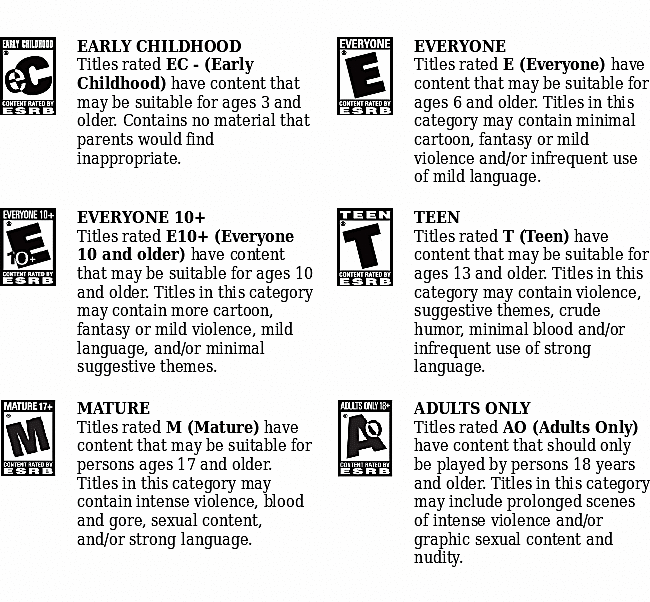 EARLY CHILDHOOD
eC
CONTENT RATED BY
ESRB
EARLY CHILDHOOD
Titles rated EC - (Early
Childhood) have content that
may be suitable for ages 3 and
older. Contains no material that
parents would find
inappropriate.
EVERYONE
E
CONTENT RATED BY
ESRB
EVERYONE
Titles rated E (Everyone) have
content that may be suitable for
ages 6 and older. Titles in this
category may contain minimal
cartoon, fantasy or mild
violence and/or infrequent use
of mild language.
EVERYONE 10+
E
10+
CONTENT RATED BY
ESRB
EVERYONE 10+
Titles rated E10+ (Everyone
10 and older) have content
that may be suitable for ages 10
and older. Titles in this category
may contain more cartoon,
fantasy or mild violence, mild
language, and/or minimal
suggestive themes.
TEEN
T
CONTENT RATED BY
ESRB
TEEN
Titles rated T (Teen) have
content that may be suitable for
ages 13 and older. Titles in this
category may contain violence,
suggestive themes, crude
humor, minimal blood and/or
infrequent use of strong
language.
MATURE 17+
M
CONTENT RATED BY
ESRB
MATURE
Titles rated M (Mature) have
content that may be suitable for
persons ages 17 and older.
Titles in this category may
contain intense violence, blood
and gore, sexual content,
and/or strong language.
ADULTS ONLY 18+
AO
CONTENT RATED BY
ESRB
ADULTS ONLY
Titles rated AO (Adults Only)
have content that should only
be played by persons 18 years
and older. Titles in this category
may include prolonged scenes
of intense violence and/or
graphic sexual content and
nudity.